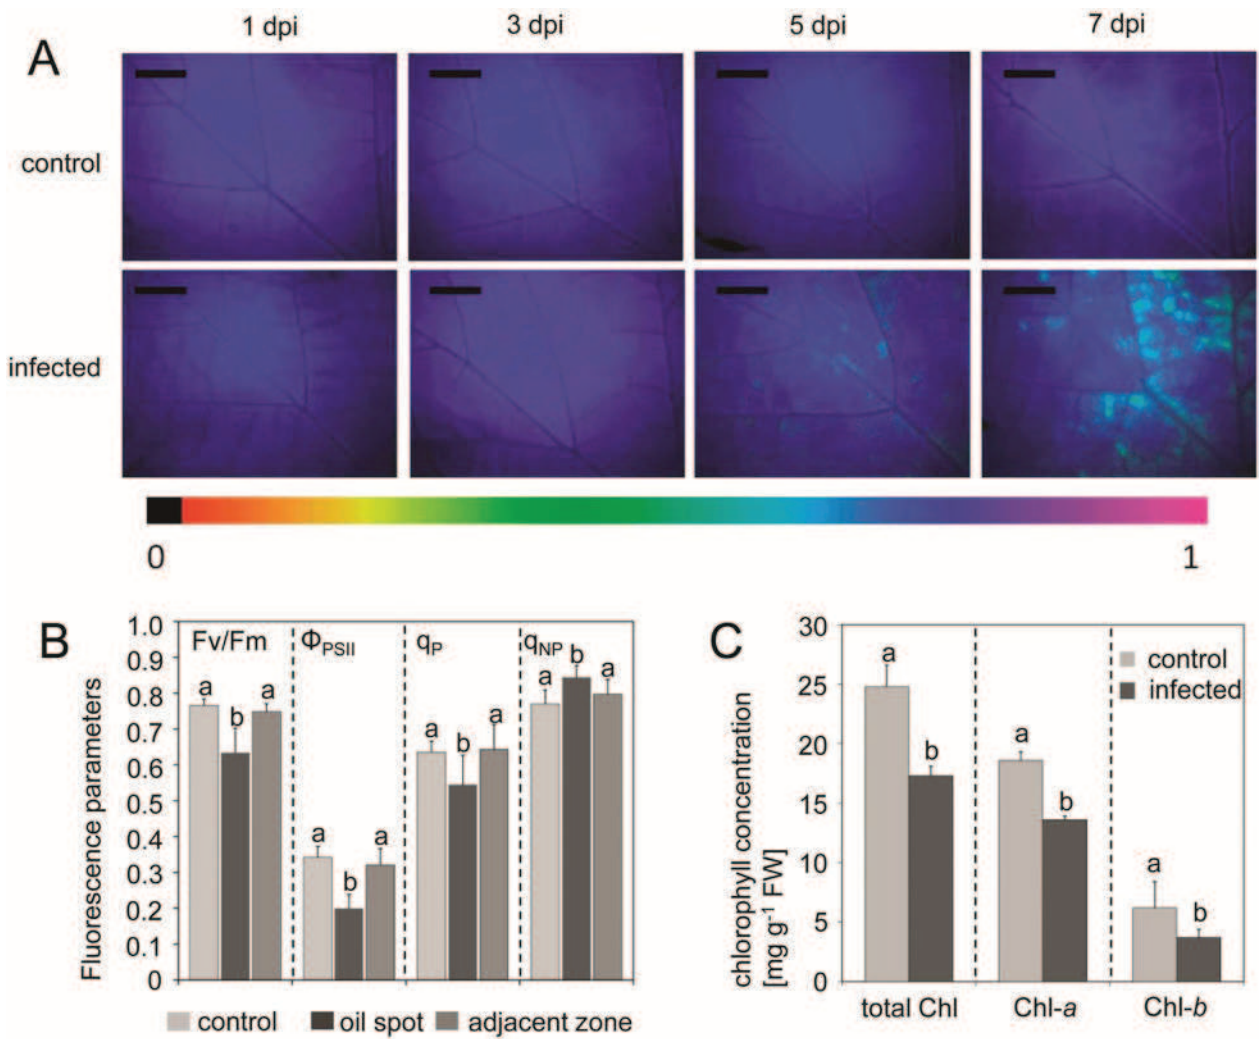 1 dpi 3 dpi 5 dpi 7 dpi
A
control
infected
0 1
B
Fluorescence parameters
1.0
0.9
0.8
0.7
0.6
0.5
0.4
0.3
0.2
0.1
0
Fv/Fm Φ_PSII q_P q_NP
a b a
a b a
a b a
a b a
control oil spot adjacent zone
C
chlorophyll concentration
[mg g⁻¹ FW]
30
25
20
15
10
5
0
control
infected
a b
a b
a b
total Chl Chl-a Chl-b